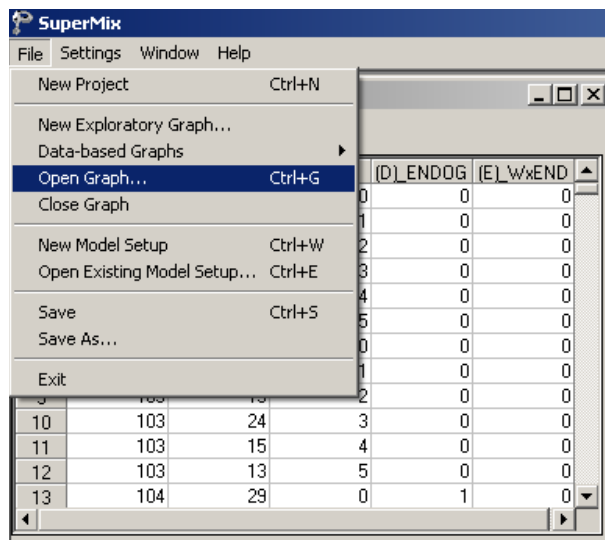 SuperMix
File Settings Window Help
New Project Ctrl+N
New Exploratory Graph...
Data-based Graphs
Open Graph... Ctrl+G
Close Graph
New Model Setup Ctrl+W
Open Existing Model Setup... Ctrl+E
Save Ctrl+S
Save As...
Exit
(D)_ENDOG (E)_WxEND
0 0 0
1 0 0
2 0 0
3 0 0
4 0 0
5 0 0
0 0 0
1 0 0
2 0 0
10 103 24 3 0 0
11 103 15 4 0 0
12 103 13 5 0 0
13 104 29 0 1 0